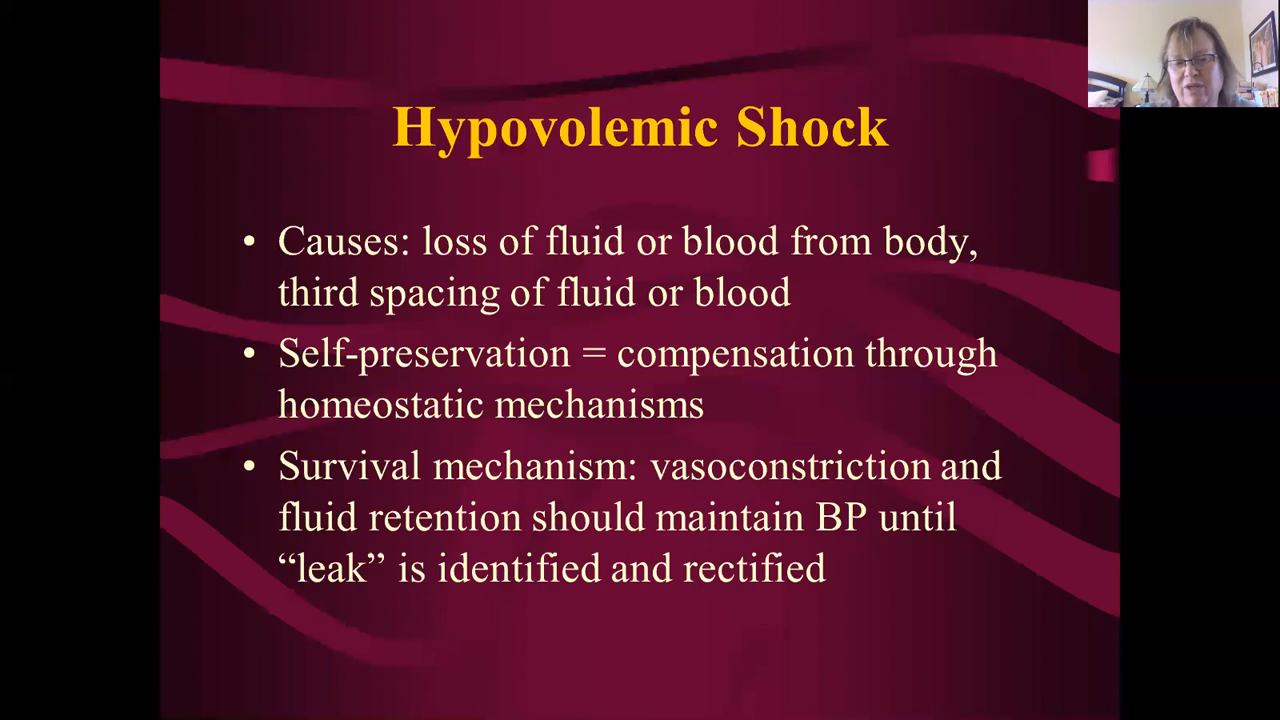 Hypovolemic Shock
• Causes: loss of fluid or blood from body,
third spacing of fluid or blood
• Self-preservation = compensation through
homeostatic mechanisms
• Survival mechanism: vasoconstriction and
fluid retention should maintain BP until
“leak” is identified and rectified